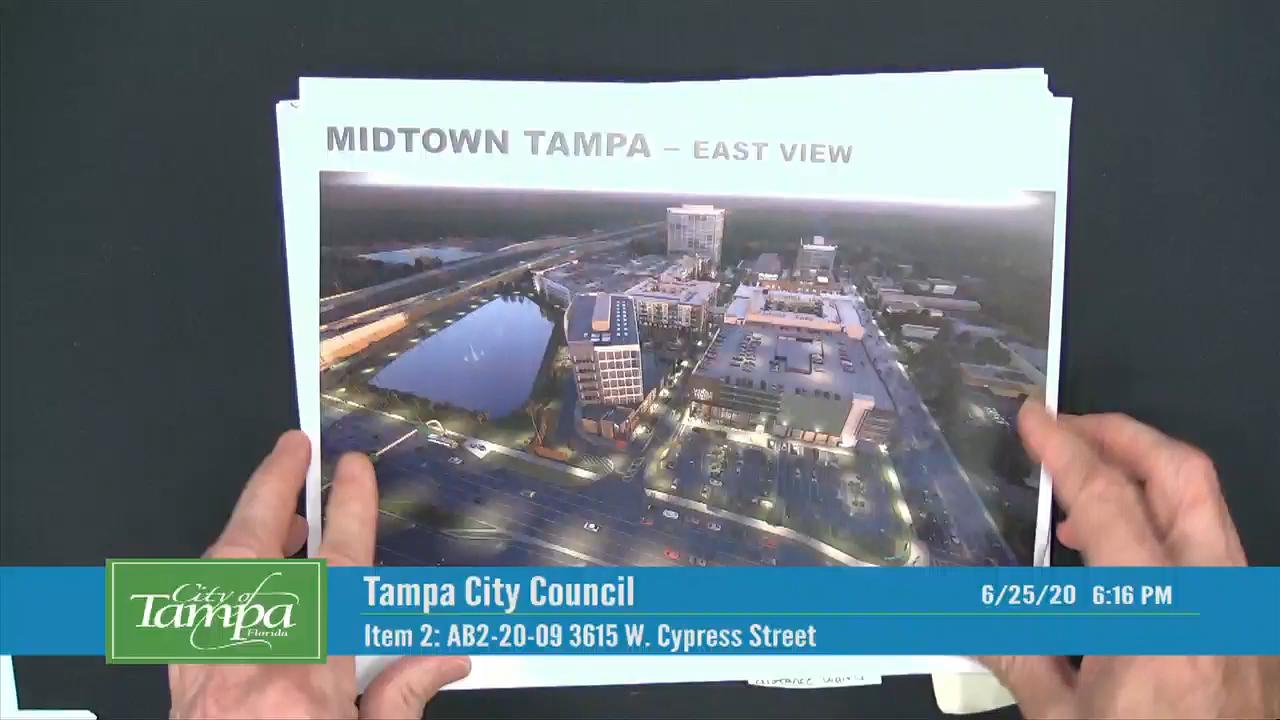 MIDTOWN TAMPA – EAST VIEW
City of
Tampa
Florida
Tampa City Council
6/25/20 6:16 PM
Item 2: AB2-20-09 3615 W. Cypress Street